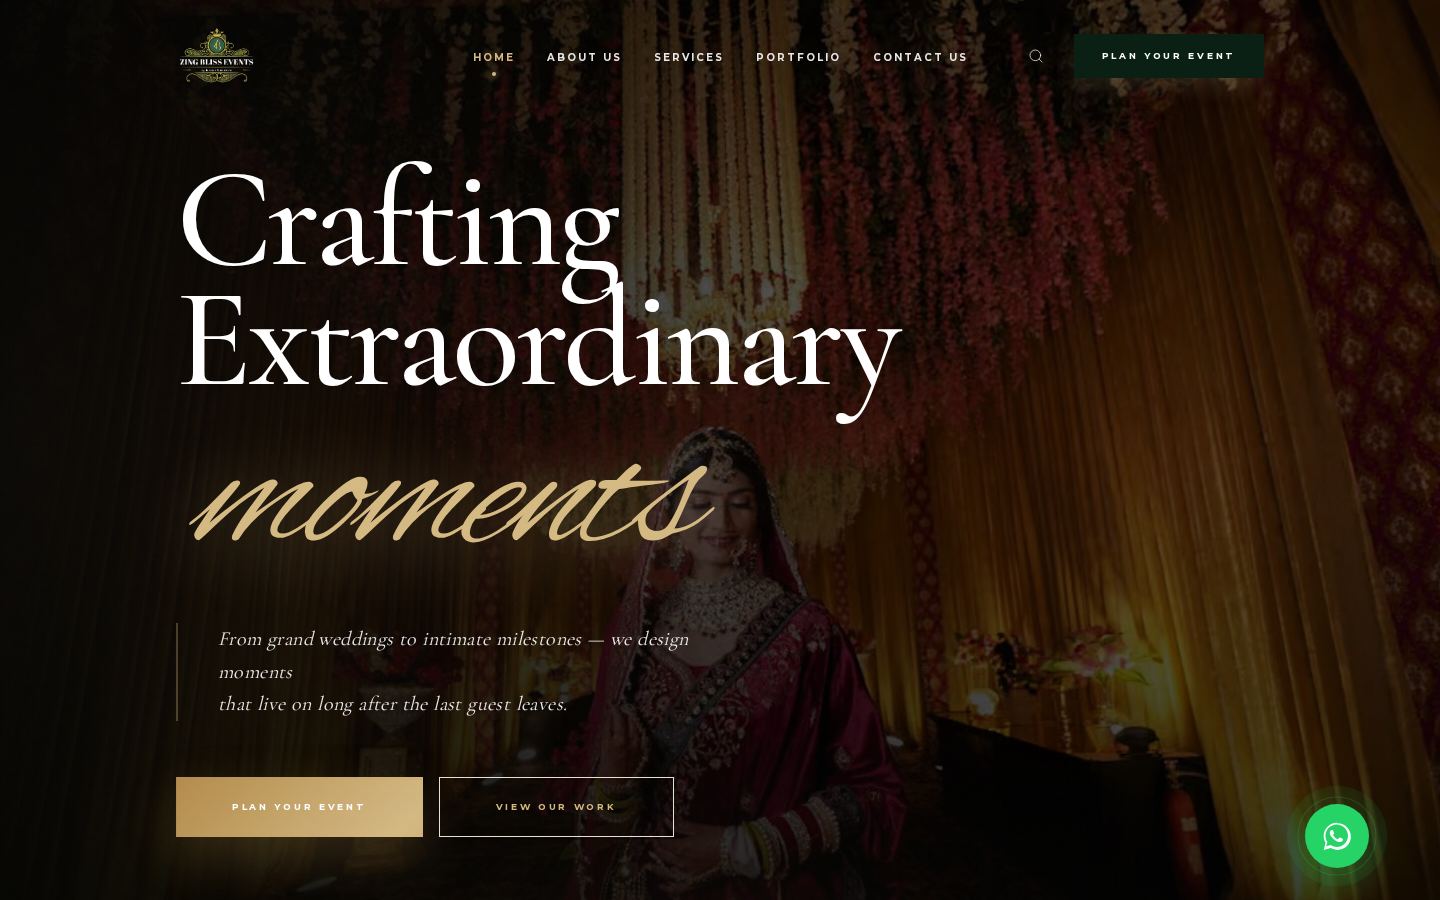 ZING BLISS EVENTS
HOME
ABOUT US
SERVICES
PORTFOLIO
CONTACT US
PLAN YOUR EVENT
Crafting
Extraordinary
moments
From grand weddings to intimate milestones — we design
moments
that live on long after the last guest leaves.
PLAN YOUR EVENT
VIEW OUR WORK